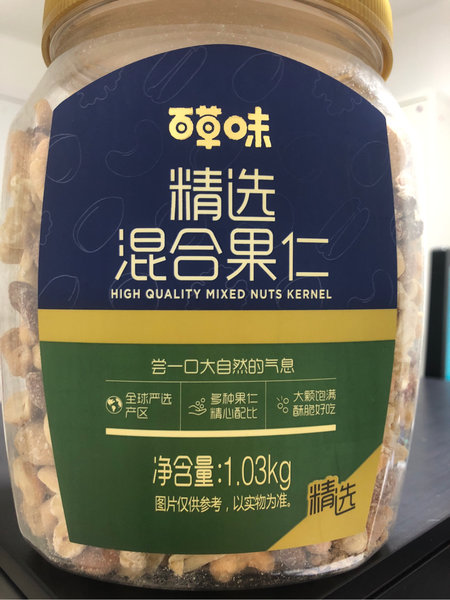 百草味
精选
混合果仁
HIGH QUALITY MIXED NUTS KERNEL
尝一口大自然的气息
全球严选
产区
多种果仁
精心配比
大颗饱满
酥脆好吃
净含量:1.03kg
图片仅供参考，以实物为准。
精选